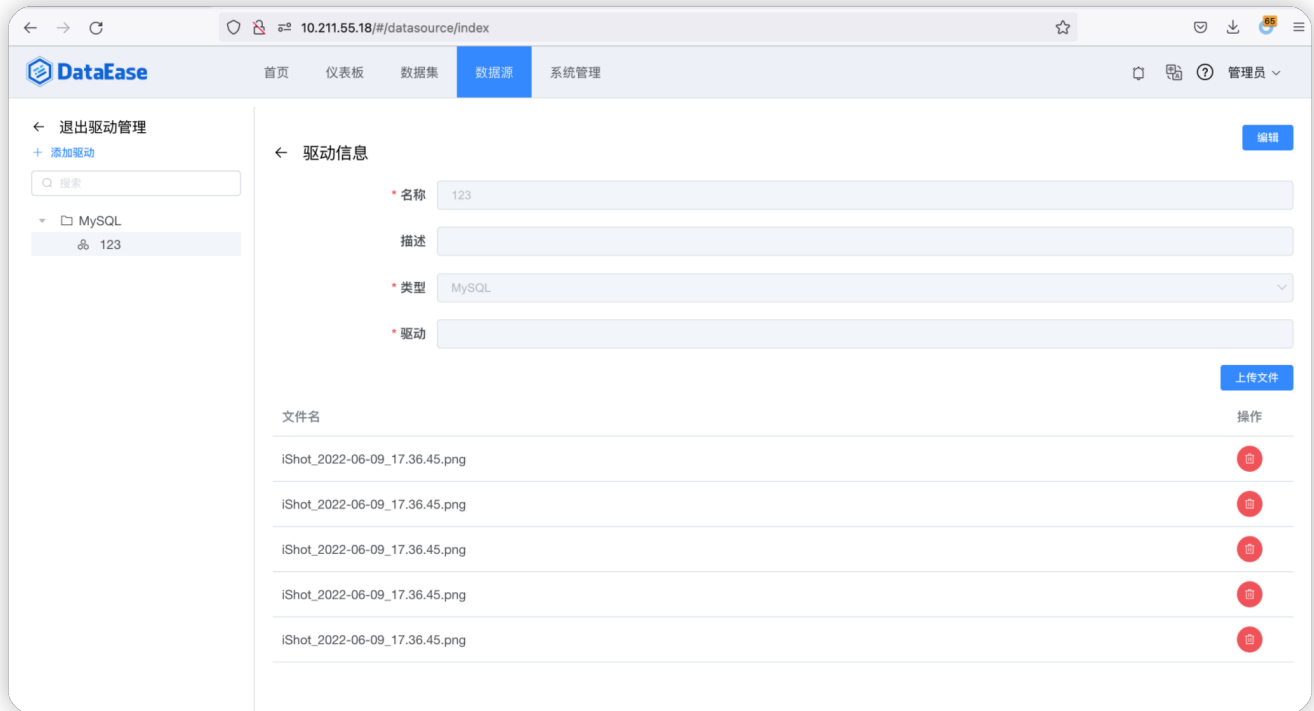 10.211.55.18/#/datasource/index
65
DataEase 首页 仪表板 数据集 数据源 系统管理 管理员
退出驱动管理
+ 添加驱动
搜索
MySQL
123
驱动信息
编辑
* 名称 123
描述
* 类型 MySQL
* 驱动
上传文件
文件名 操作
iShot_2022-06-09_17.36.45.png
iShot_2022-06-09_17.36.45.png
iShot_2022-06-09_17.36.45.png
iShot_2022-06-09_17.36.45.png
iShot_2022-06-09_17.36.45.png